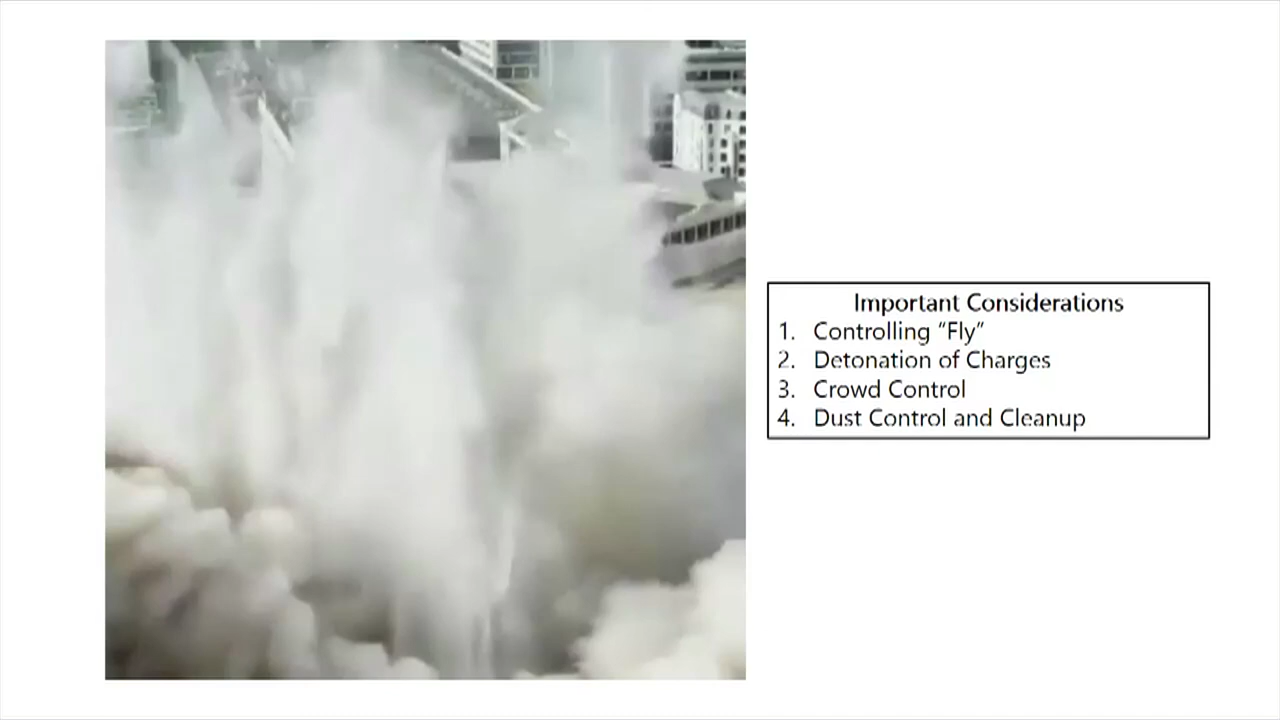 Important Considerations
1. Controlling “Fly”
2. Detonation of Charges
3. Crowd Control
4. Dust Control and Cleanup